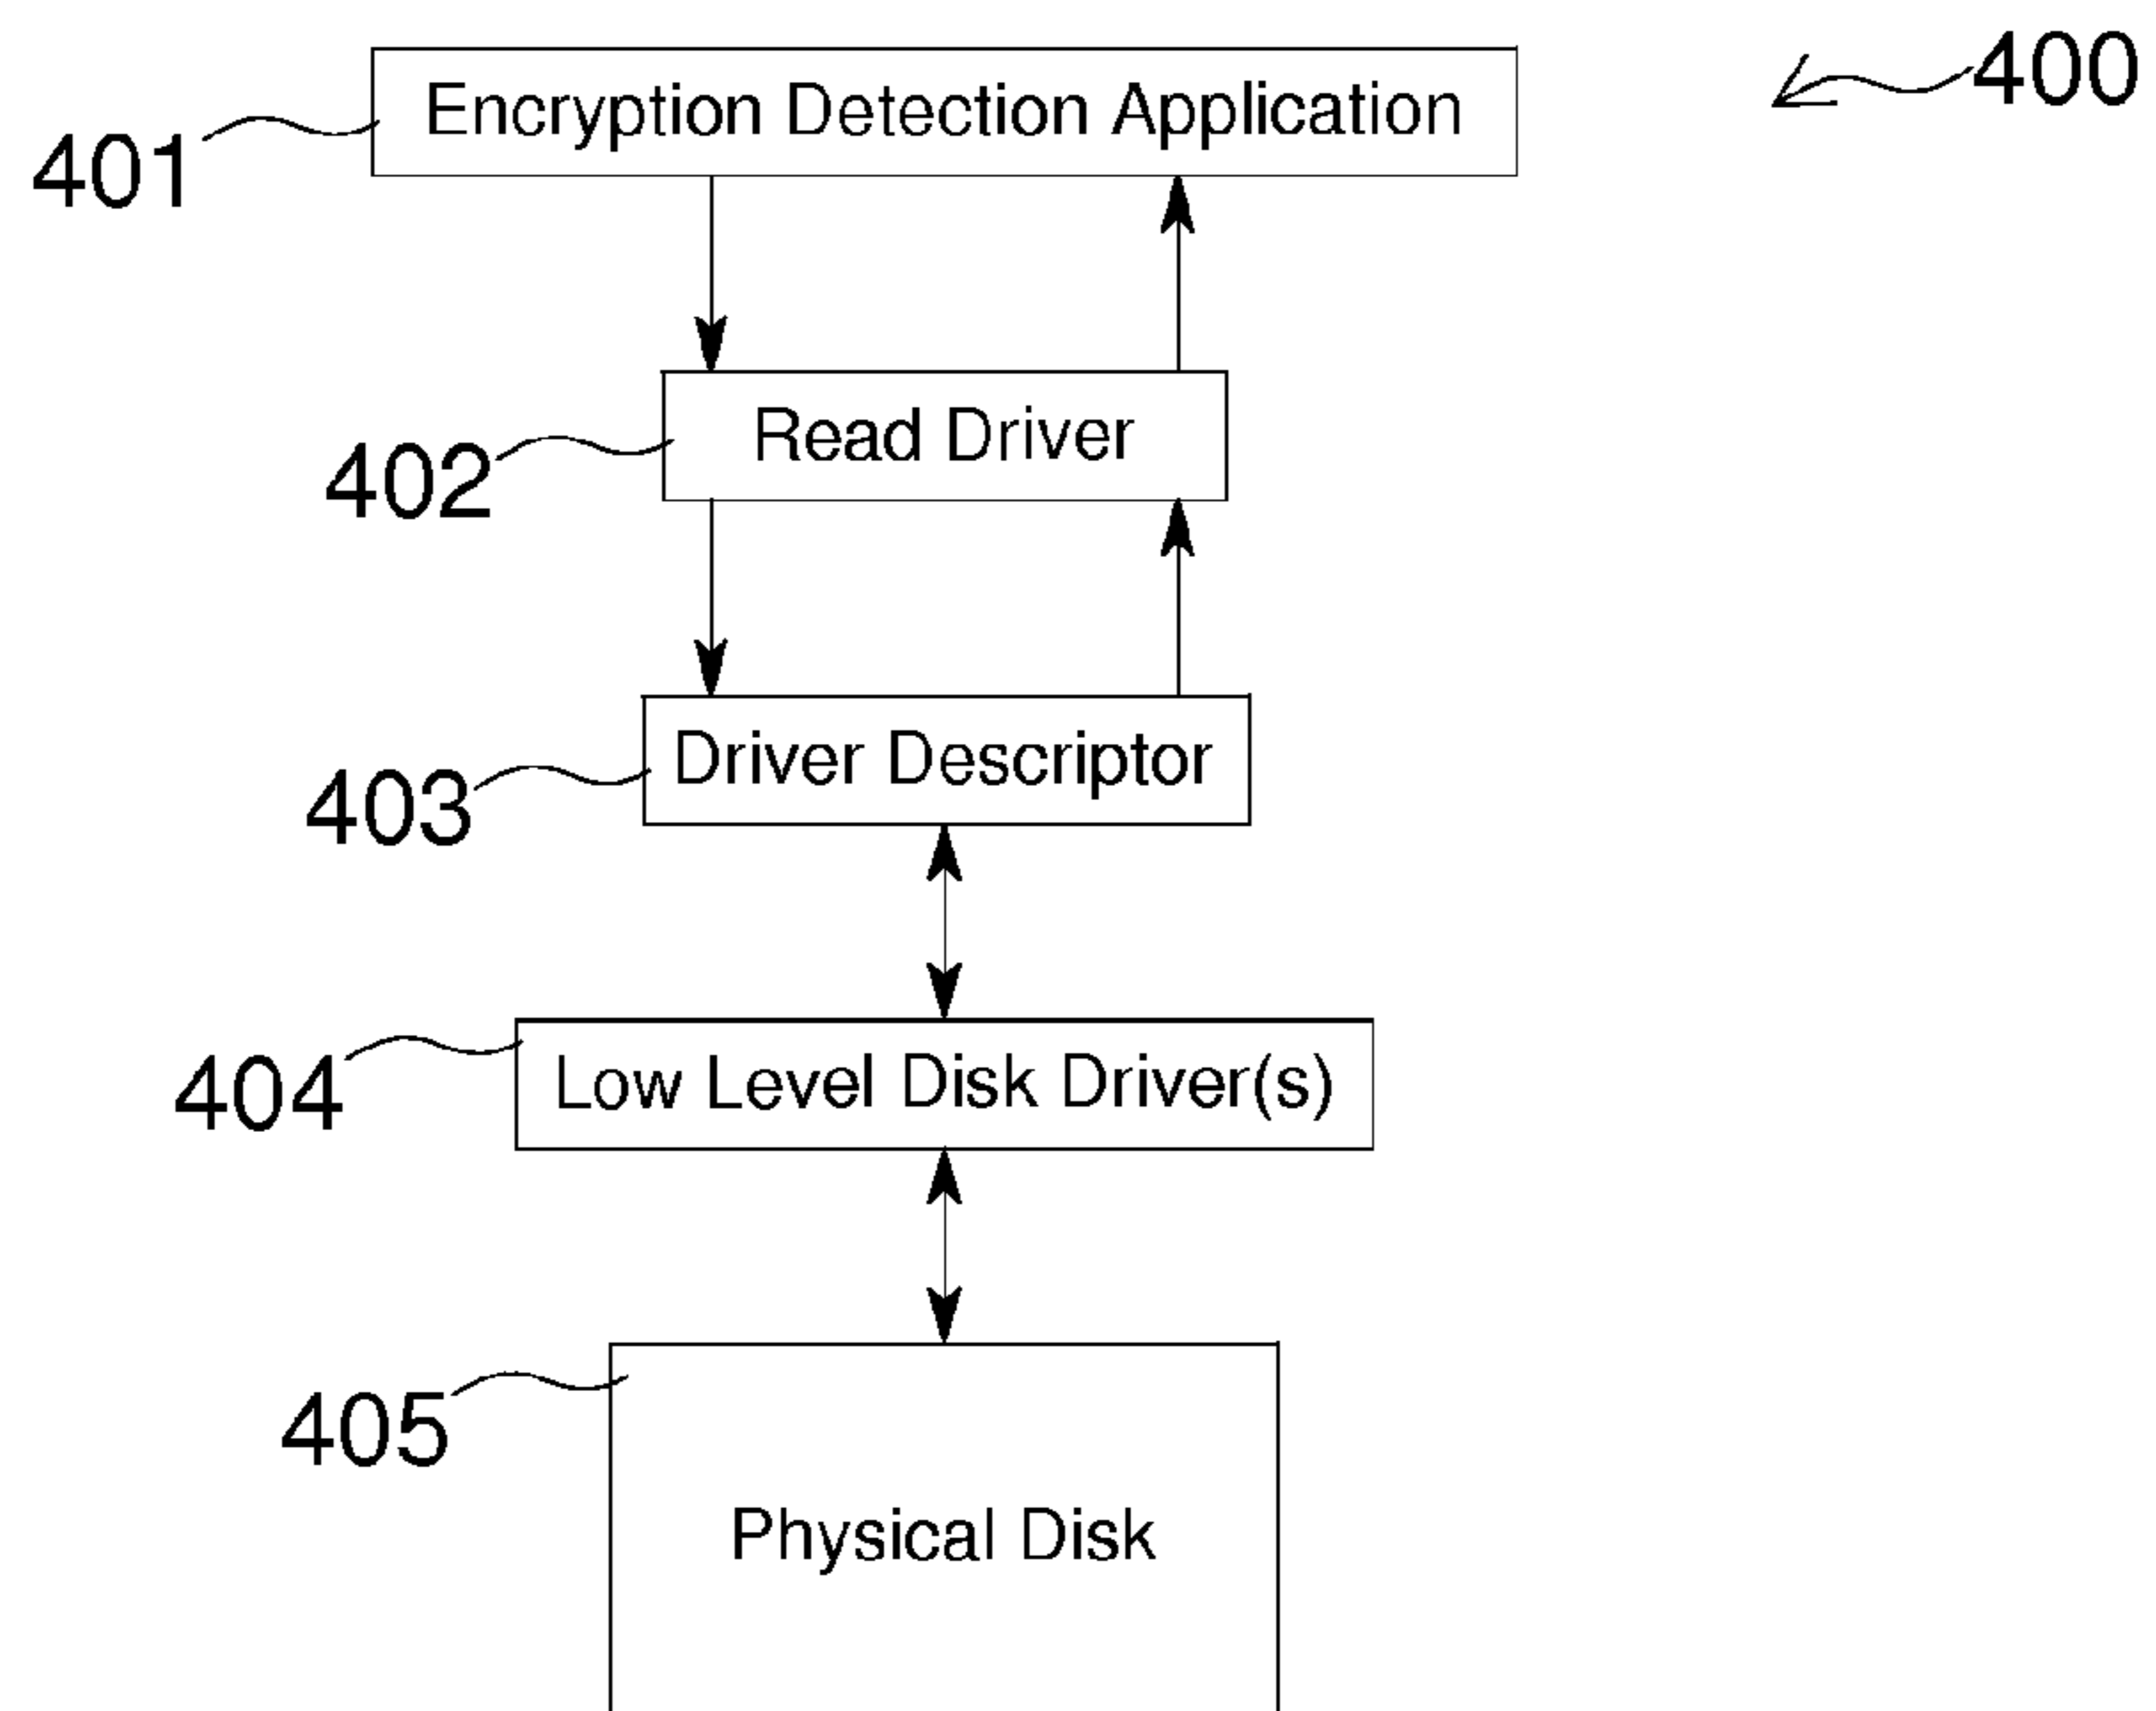 400
Encryption Detection Application
401
Read Driver
402
Driver Descriptor
403
Low Level Disk Driver(s)
404
405
Physical Disk